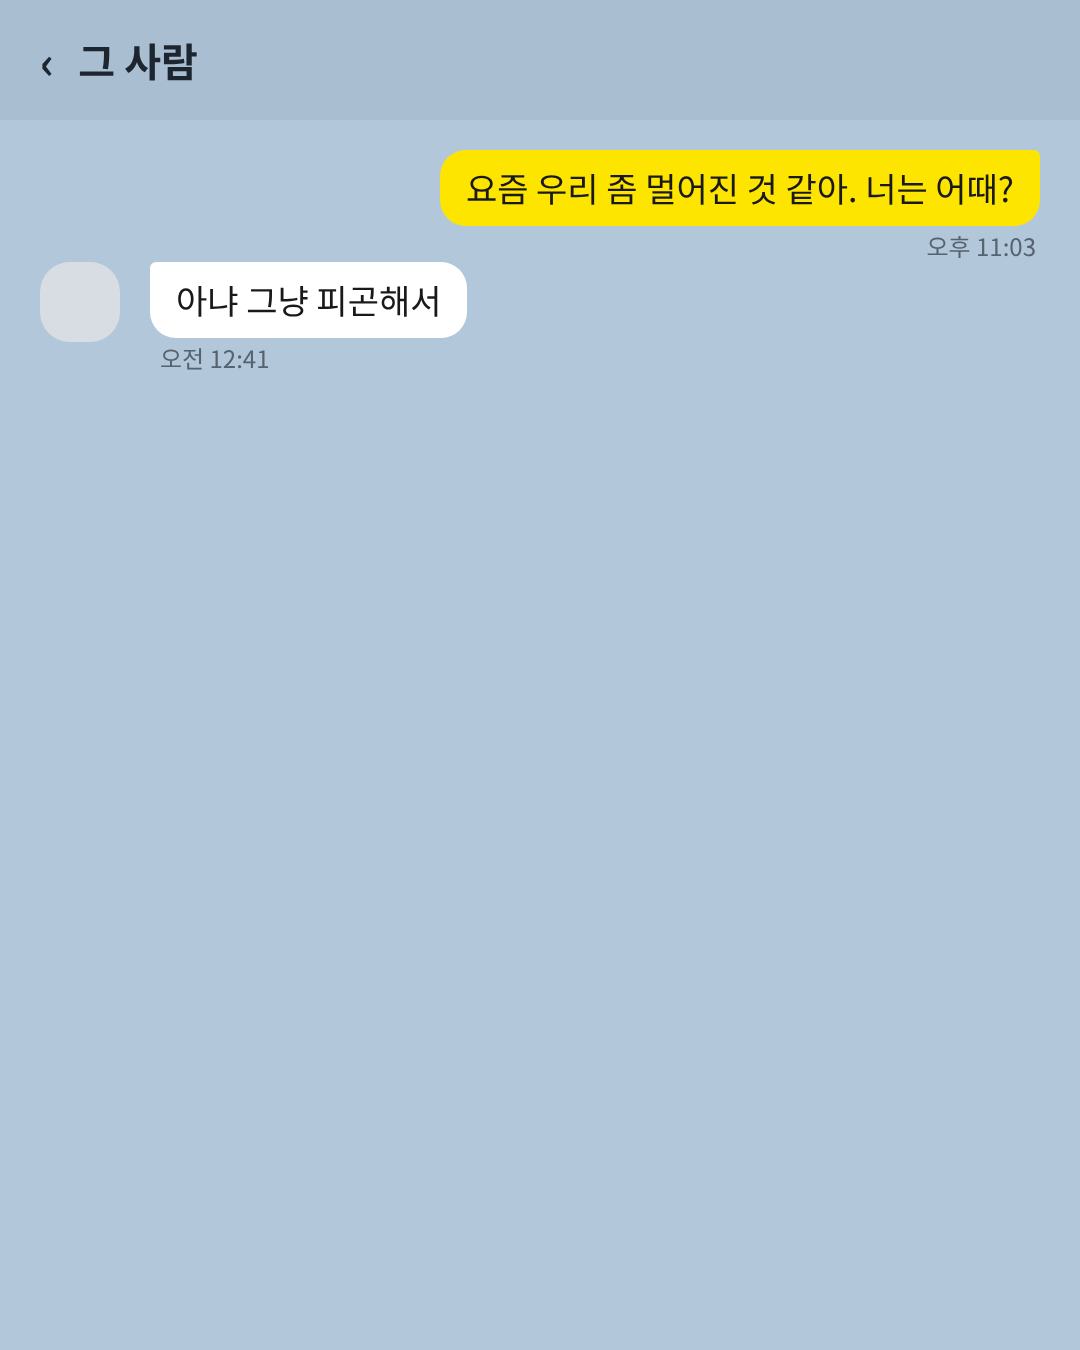 ‹ 그 사람
요즘 우리 좀 멀어진 것 같아. 너는 어때?
오후 11:03
아냐 그냥 피곤해서
오전 12:41